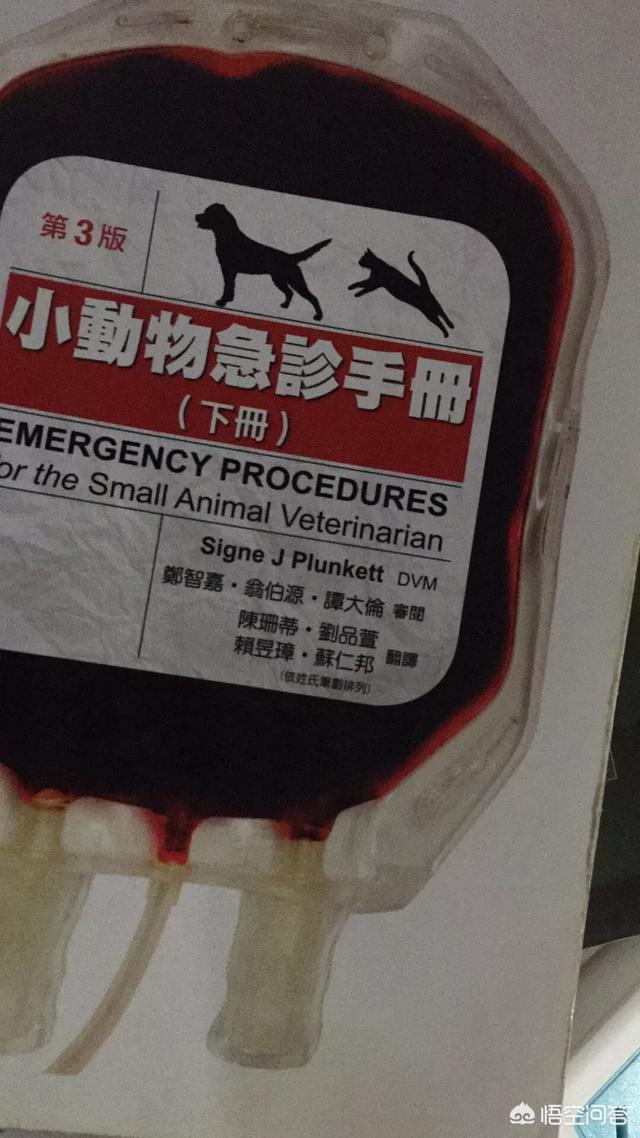 第3版
小動物急診手冊
(下冊)
EMERGENCY PROCEDURES
for the Small Animal Veterinarian
Signe J Plunkett DVM
鄭智嘉・翁伯源・譚大倫 審閱
陳珊蒂・劉品萱
賴昱璋・蘇仁邦 翻譯
(依姓氏筆劃排列)
悟空问答